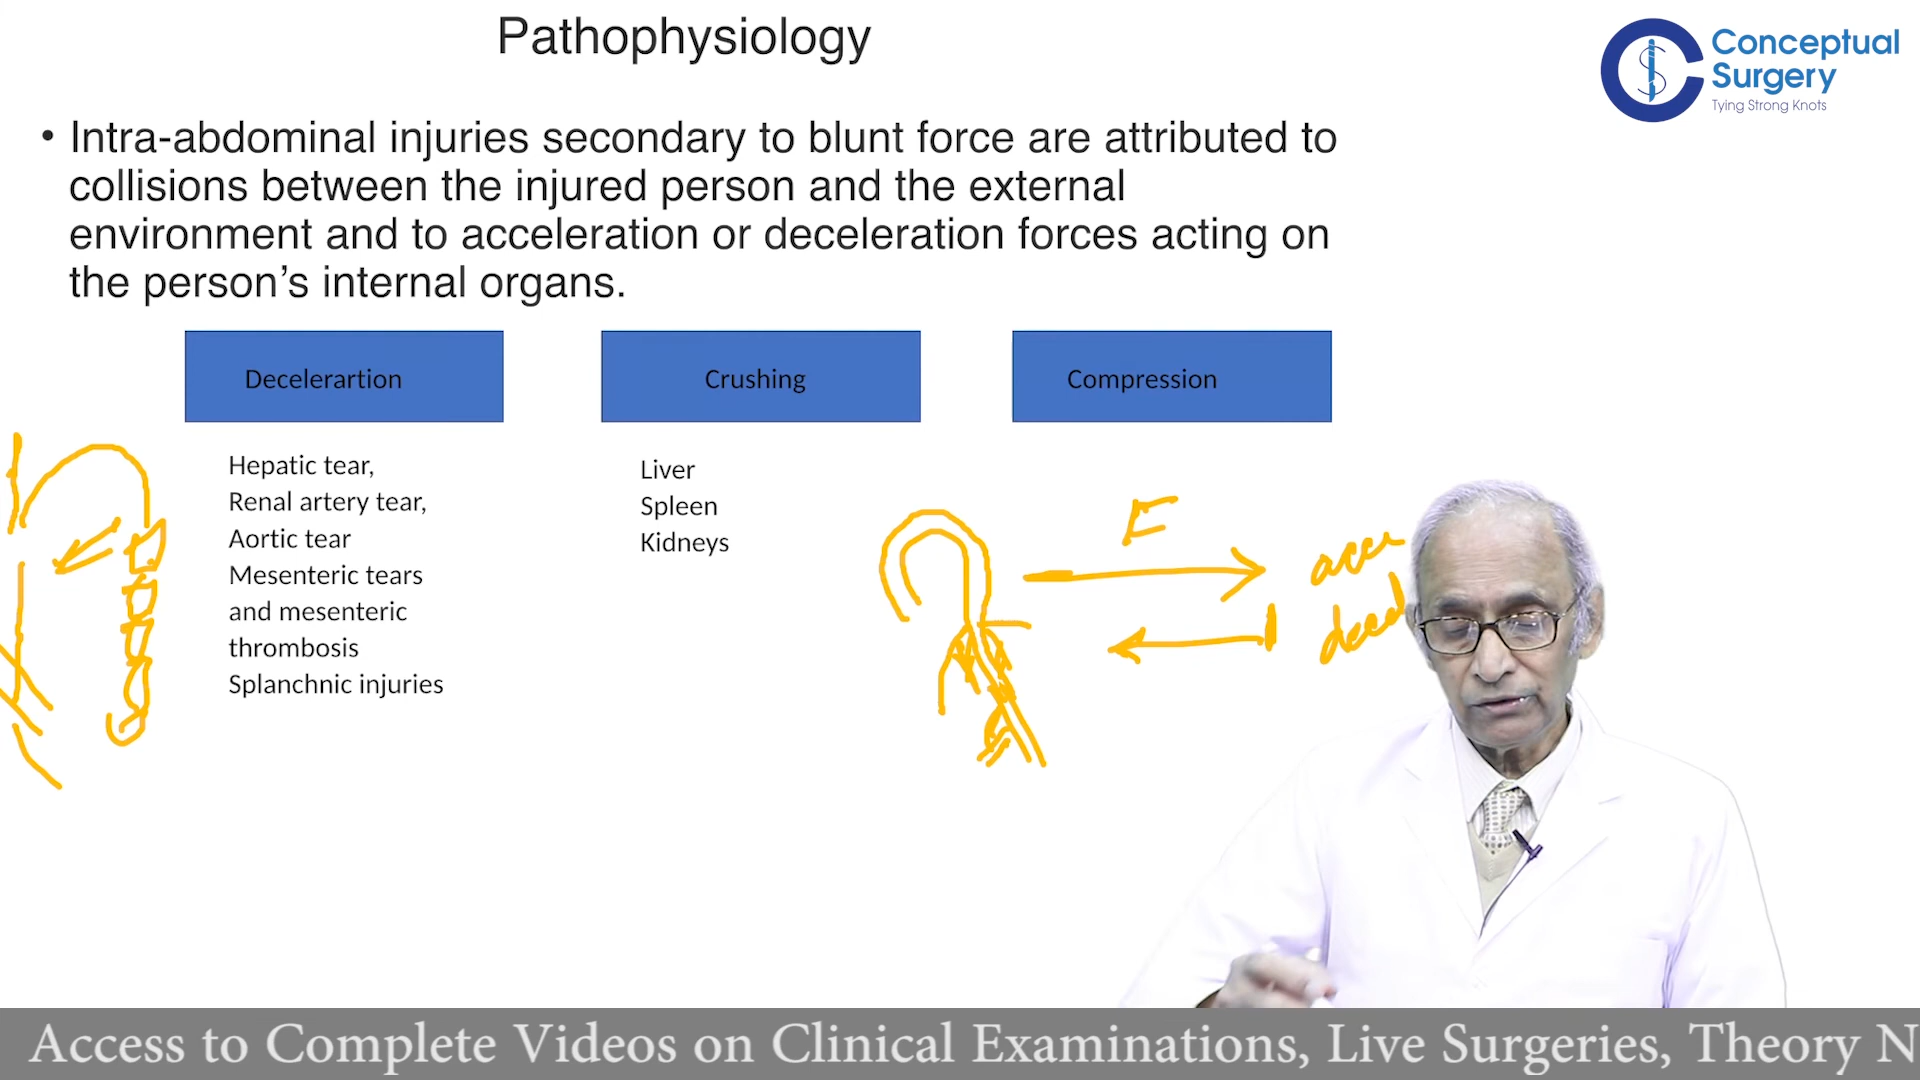 Pathophysiology
Conceptual
Surgery
Tying Strong Knots
• Intra-abdominal injuries secondary to blunt force are attributed to
collisions between the injured person and the external
environment and to acceleration or deceleration forces acting on
the person’s internal organs.
Decelerartion
Crushing
Compression
Hepatic tear,
Renal artery tear,
Aortic tear
Mesenteric tears
and mesenteric
thrombosis
Splanchnic injuries
Liver
Spleen
Kidneys
E
acce
decel
Access to Complete Videos on Clinical Examinations, Live Surgeries, Theory N